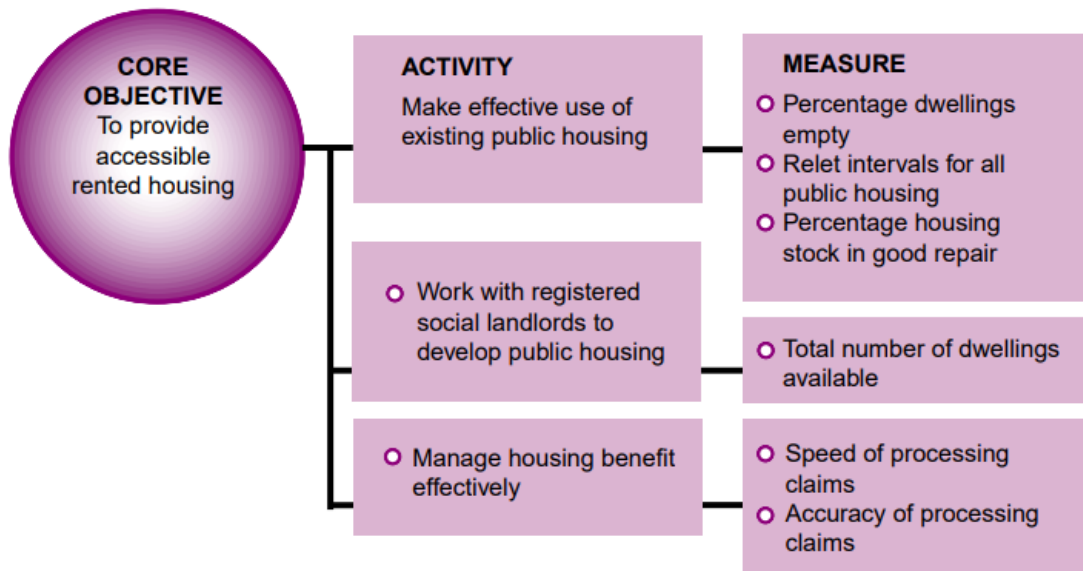 CORE
OBJECTIVE
To provide
accessible
rented housing
ACTIVITY
Make effective use of
existing public housing
MEASURE
Percentage dwellings
empty
Relet intervals for all
public housing
Percentage housing
stock in good repair
Work with registered
social landlords to
develop public housing
Total number of dwellings
available
Manage housing benefit
effectively
Speed of processing
claims
Accuracy of processing
claims